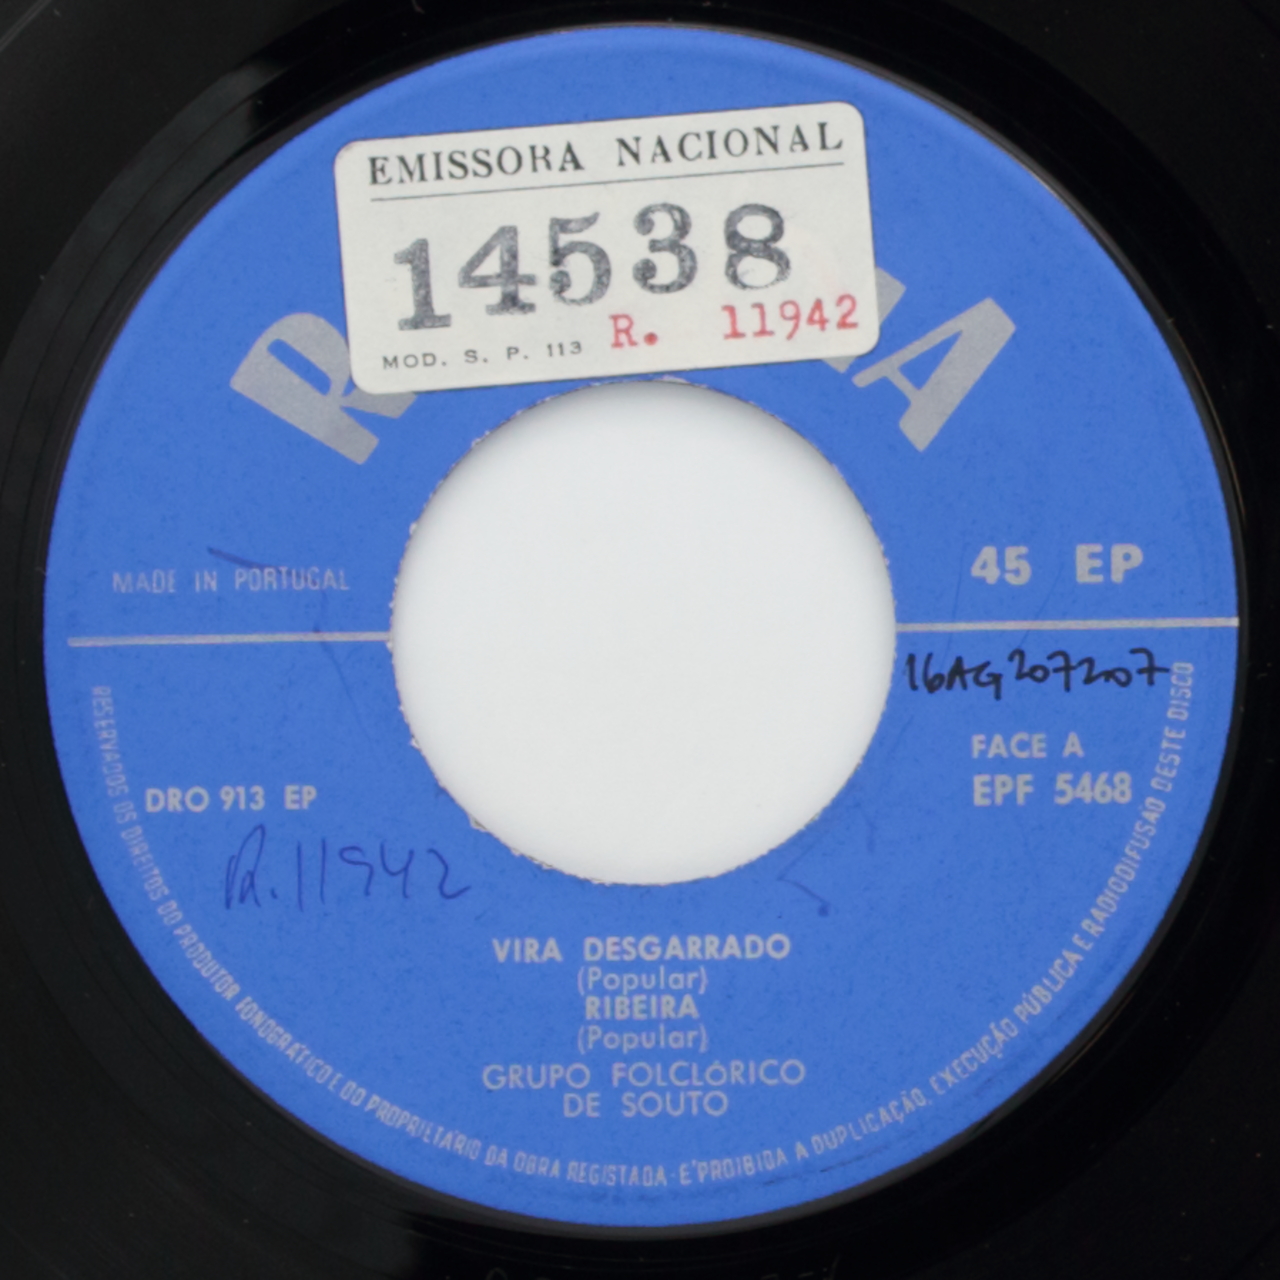 EMISSORA NACIONAL
14538
MOD. S. P. 113 R. 11942
MADE IN PORTUGAL
45 EP
16AG207207
FACE A
DRO 913 EP
EPF 5468
R.11942
VIRA DESGARRADO
(Popular)
RIBEIRA
(Popular)
GRUPO FOLCLÓRICO
DE SOUTO
RESERVADOS OS DIREITOS DO PRODUTOR FONOGRÁFICO E DO PROPRILTARIO DA OBRA REGISTADA - E'PROIBIDA A DUPLICAÇÃO, EXECUÇÃO PÚBLICA E RADIODIFUSÃO DESTE DISCO